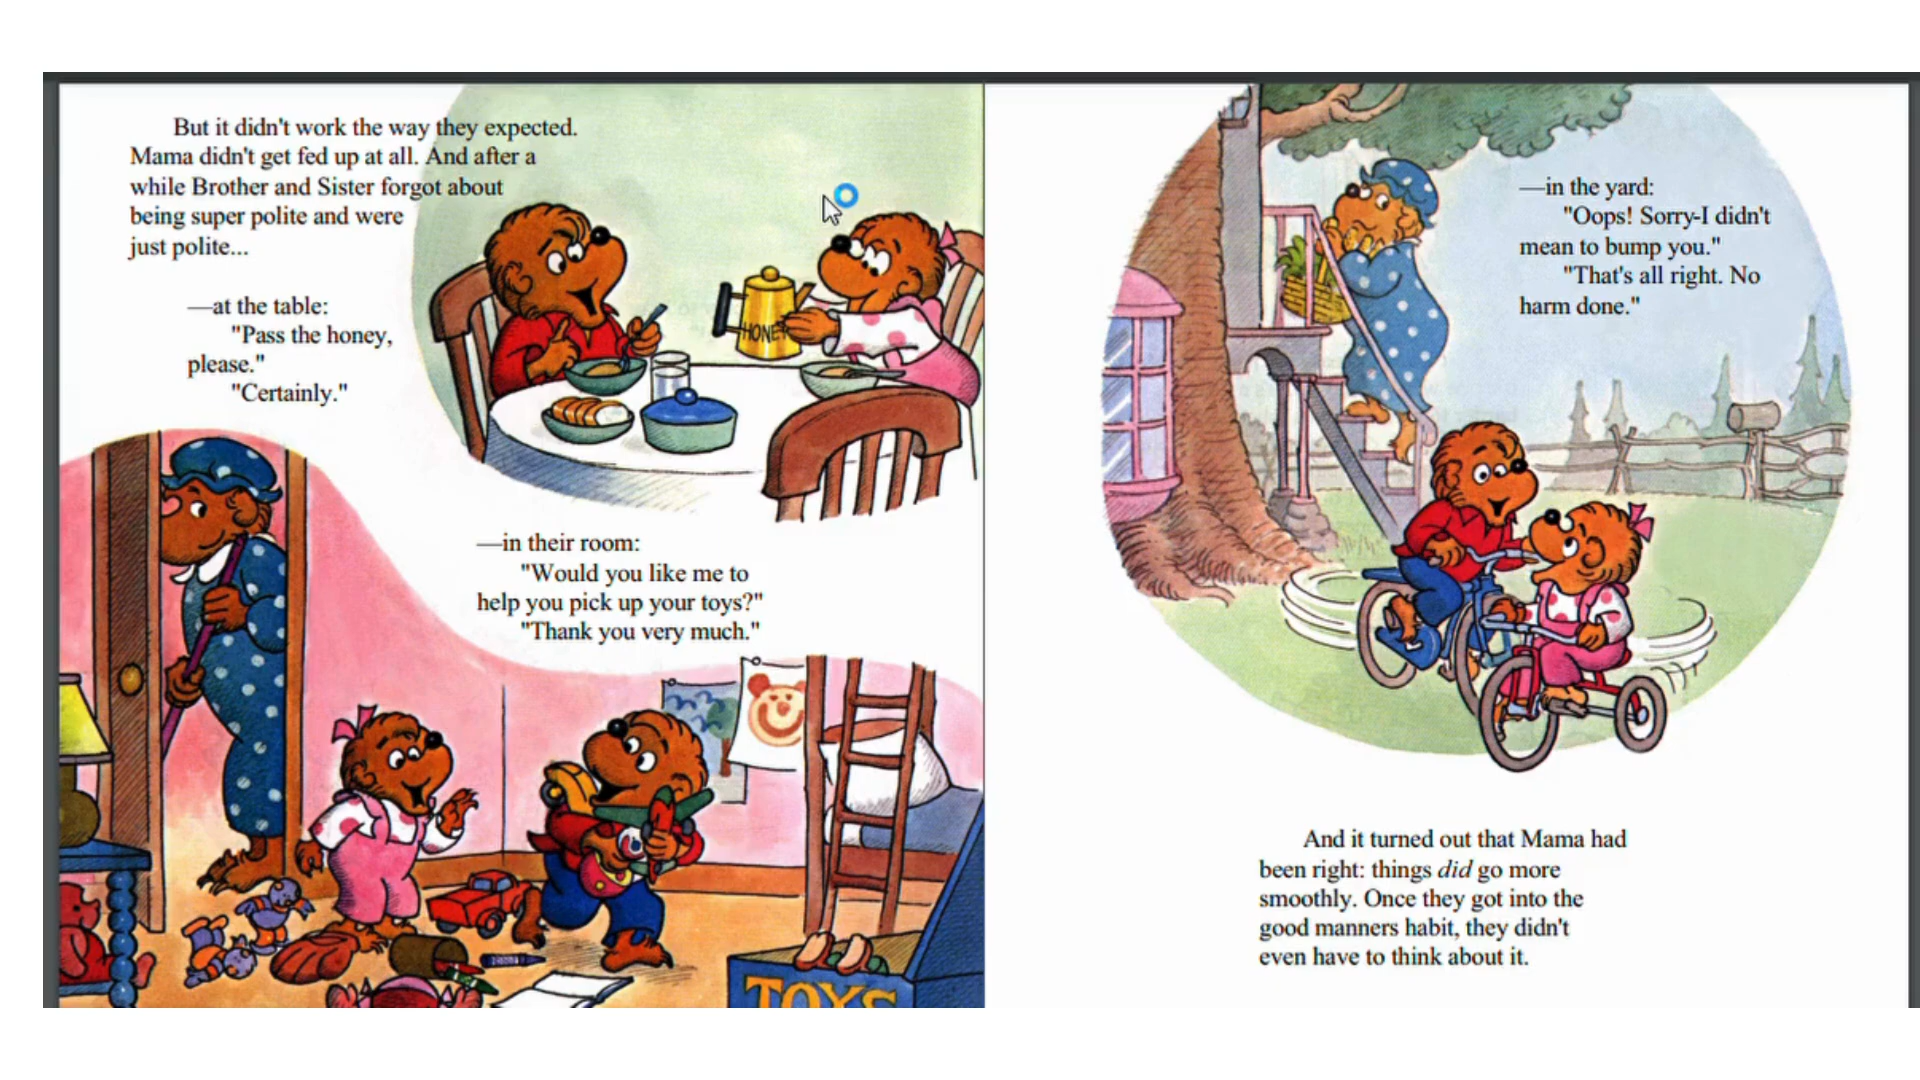 But it didn't work the way they expected.
Mama didn't get fed up at all. And after a
while Brother and Sister forgot about
being super polite and were
just polite...
—at the table:
"Pass the honey,
please."
"Certainly."
HONEY
—in their room:
"Would you like me to
help you pick up your toys?"
"Thank you very much."
TOYS
—in the yard:
"Oops! Sorry-I didn't
mean to bump you."
"That's all right. No
harm done."
And it turned out that Mama had
been right: things did go more
smoothly. Once they got into the
good manners habit, they didn't
even have to think about it.